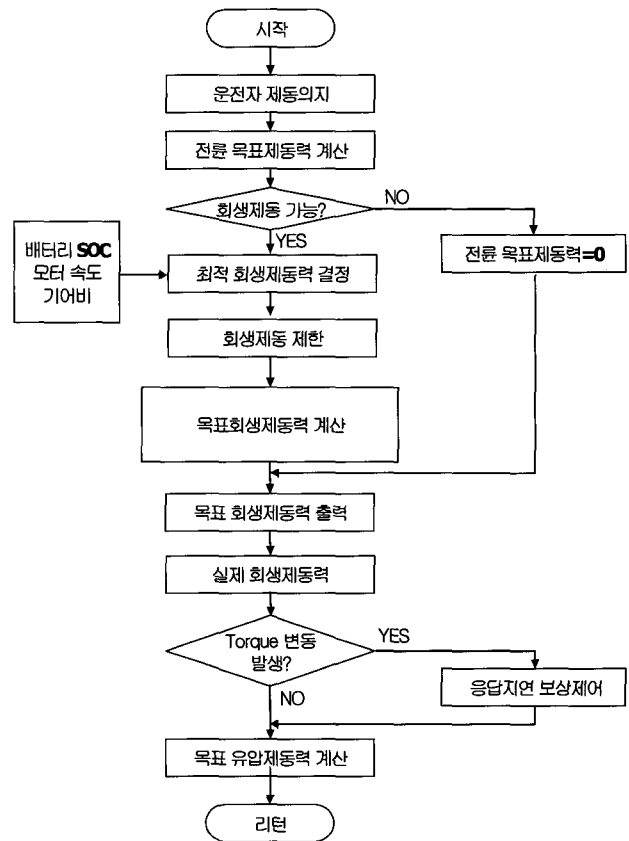 시작
운전자 제동의지
전륜 목표제동력 계산
회생제동 가능?
NO
YES
배터리 SOC
모터 속도
기어비
최적 회생제동력 결정
전륜 목표제동력=0
회생제동 제한
목표회생제동력 계산
목표 회생제동력 출력
실제 회생제동력
Torque 변동
발생?
YES
NO
응답지연 보상제어
목표 유압제동력 계산
리턴